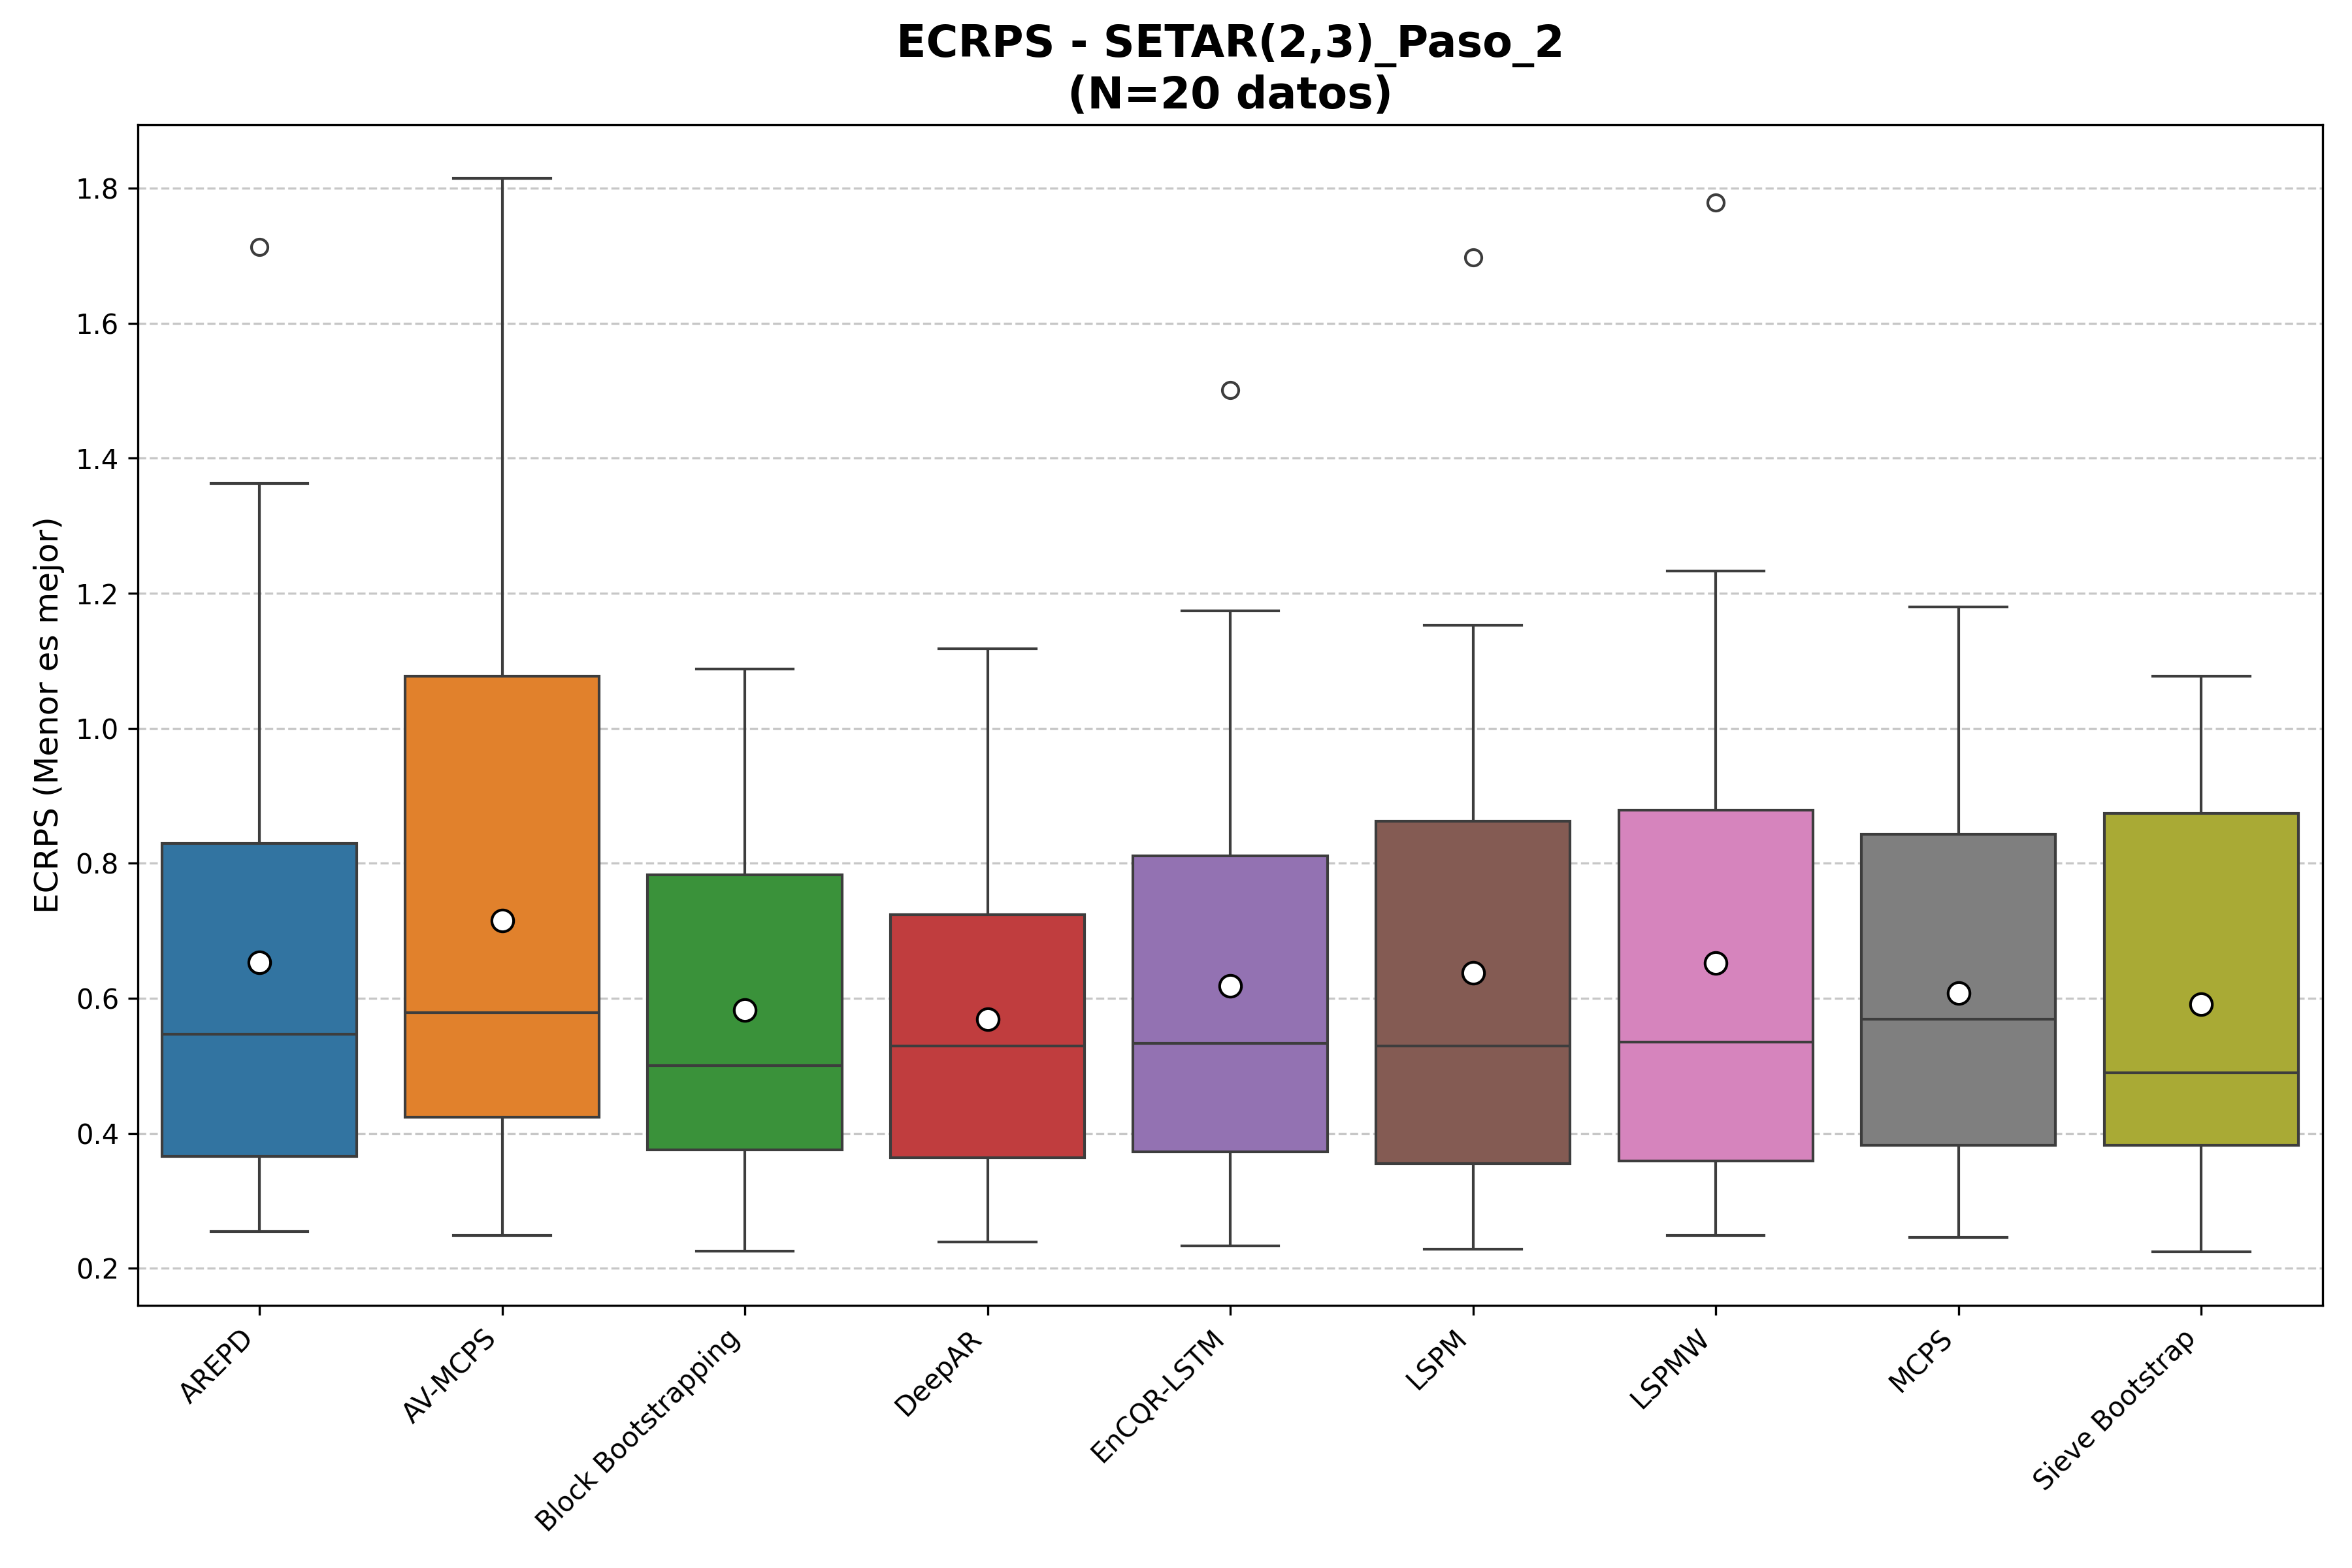 ECRPS - SETAR(2,3)_Paso_2
(N=20 datos)
ECRPS (Menor es mejor)
1.8
1.6
1.4
1.2
1.0
0.8
0.6
0.4
0.2
AREPD
AV-MCPS
Block Bootstrapping
DeepAR
EnCQR-LSTM
LSPM
LSPMW
MCPS
Sieve Bootstrap